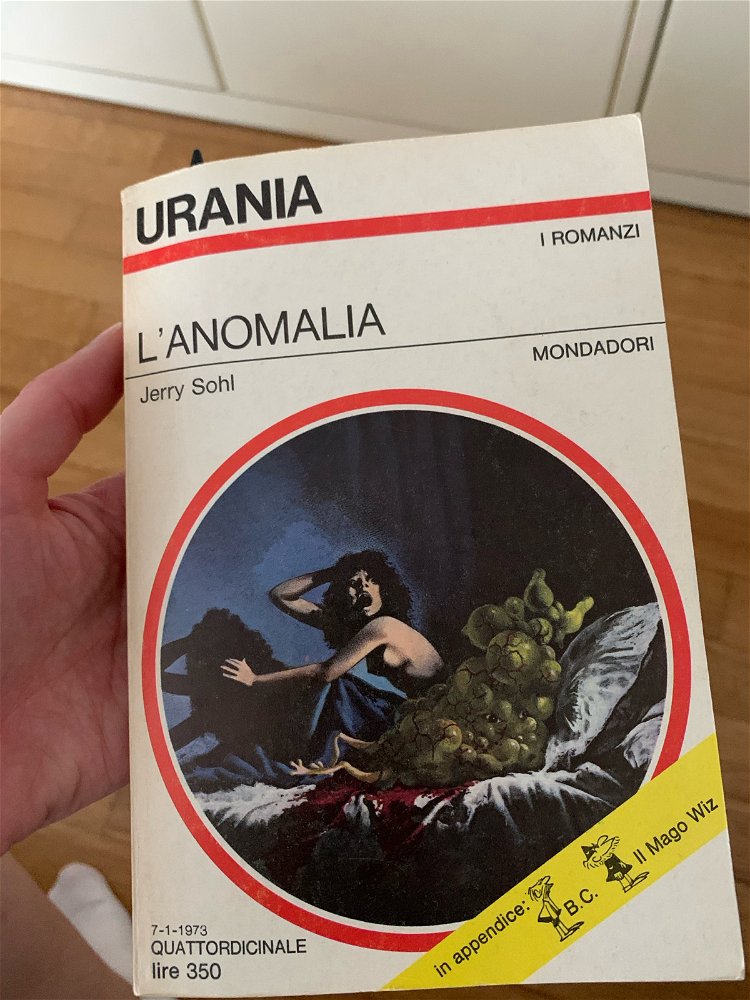 URANIA
I ROMANZI
L'ANOMALIA
MONDADORI
Jerry Sohl
in appendice: B.C. Il Mago Wiz
7-1-1973
QUATTORDICINALE
lire 350